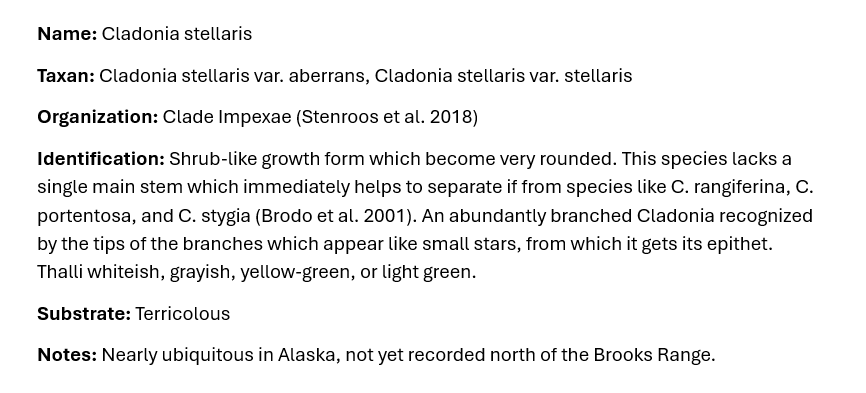 Name: Cladonia stellaris
Taxan: Cladonia stellaris var. aberrans, Cladonia stellaris var. stellaris
Organization: Clade Impexae (Stenroos et al. 2018)
Identification: Shrub-like growth form which become very rounded. This species lacks a
single main stem which immediately helps to separate if from species like C. rangiferina, C.
portentosa, and C. stygia (Brodo et al. 2001). An abundantly branched Cladonia recognized
by the tips of the branches which appear like small stars, from which it gets its epithet.
Thalli whiteish, grayish, yellow-green, or light green.
Substrate: Terricolous
Notes: Nearly ubiquitous in Alaska, not yet recorded north of the Brooks Range.